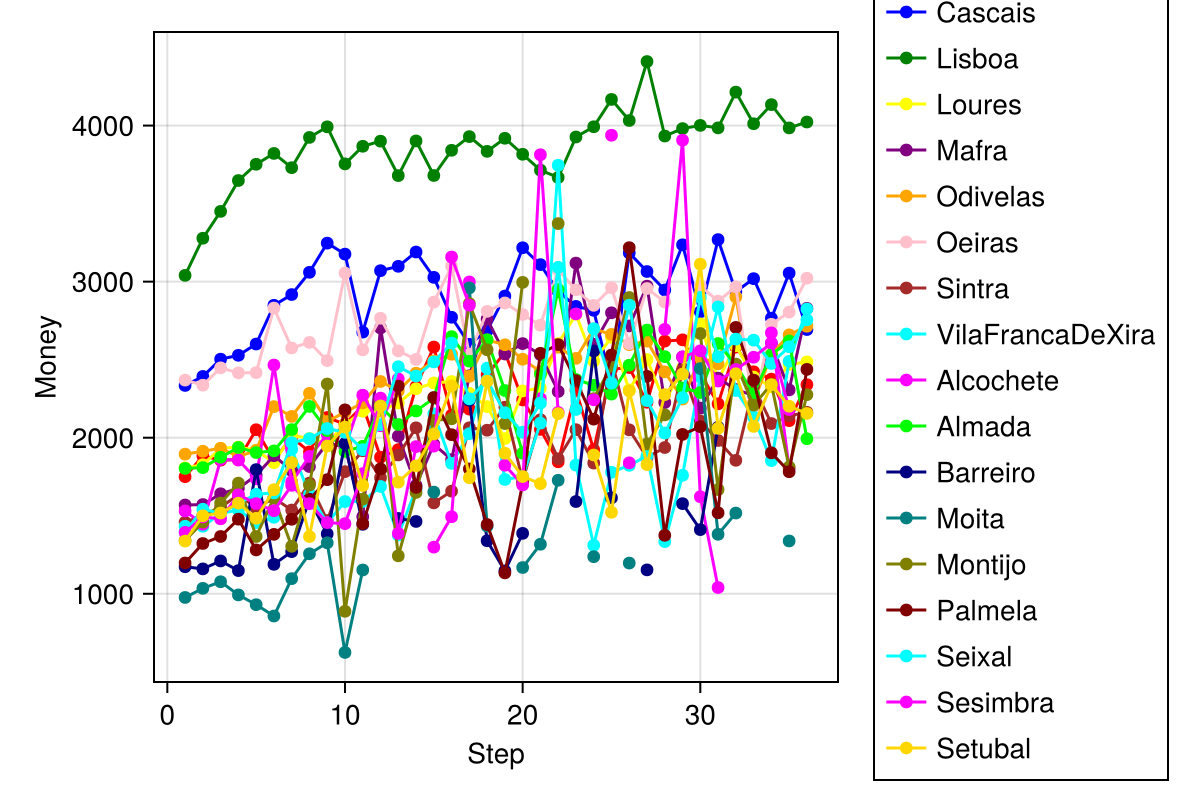 Money
4000
3000
2000
1000
0
10
20
30
Step
Cascais
Lisboa
Loures
Mafra
Odivelas
Oeiras
Sintra
VilaFrancaDeXira
Alcochete
Almada
Barreiro
Moita
Montijo
Palmela
Seixal
Sesimbra
Setubal